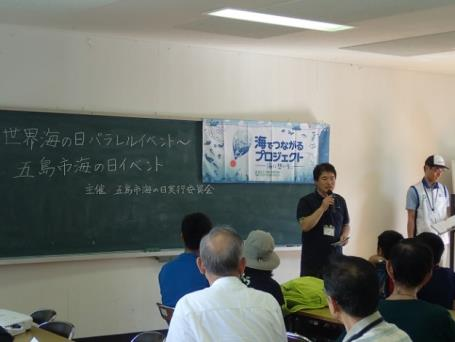 世界海の日パラレルイベント〜
五島市海の日イベント
主催 五島市海の日実行委員会
海でつながる
プロジェクト